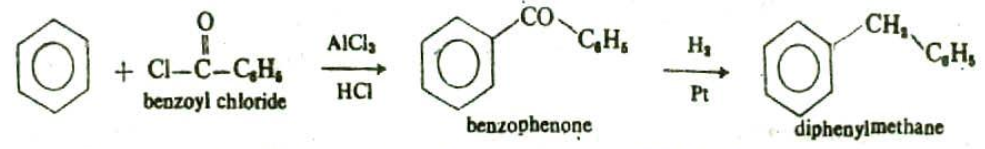 O
CO
CH₂
C₆H₅
C₆H₅
+ Cl–C–C₆H₅
AlCl₃
HCl
H₂
Pt
benzoyl chloride
benzophenone
diphenylmethane